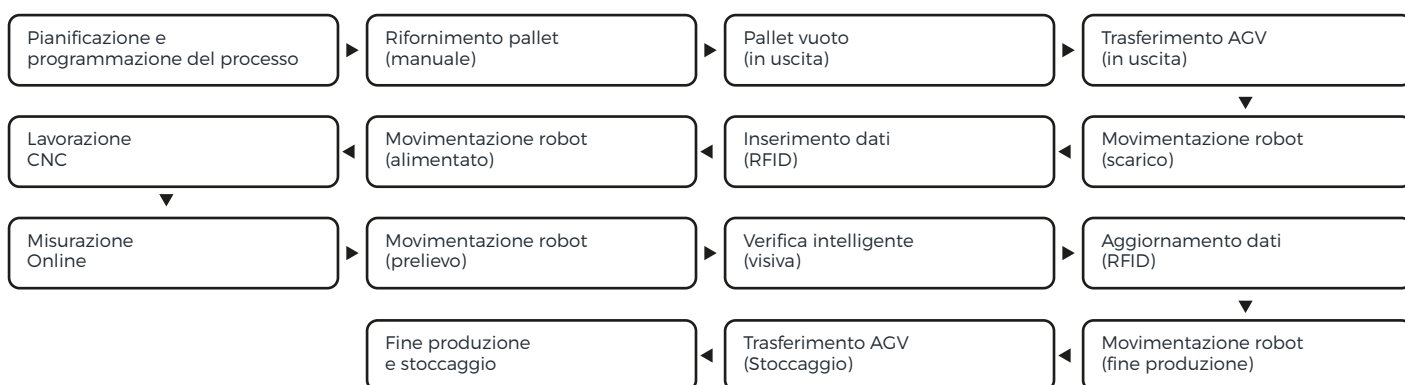 Pianificazione e
programmazione del processo
Rifornimento pallet
(manuale)
Pallet vuoto
(in uscita)
Trasferimento AGV
(in uscita)
Movimentazione robot
(scarico)
Inserimento dati
(RFID)
Movimentazione robot
(alimentato)
Lavorazione
CNC
Misurazione
Online
Movimentazione robot
(prelievo)
Verifica intelligente
(visiva)
Aggiornamento dati
(RFID)
Movimentazione robot
(fine produzione)
Trasferimento AGV
(Stoccaggio)
Fine produzione
e stoccaggio